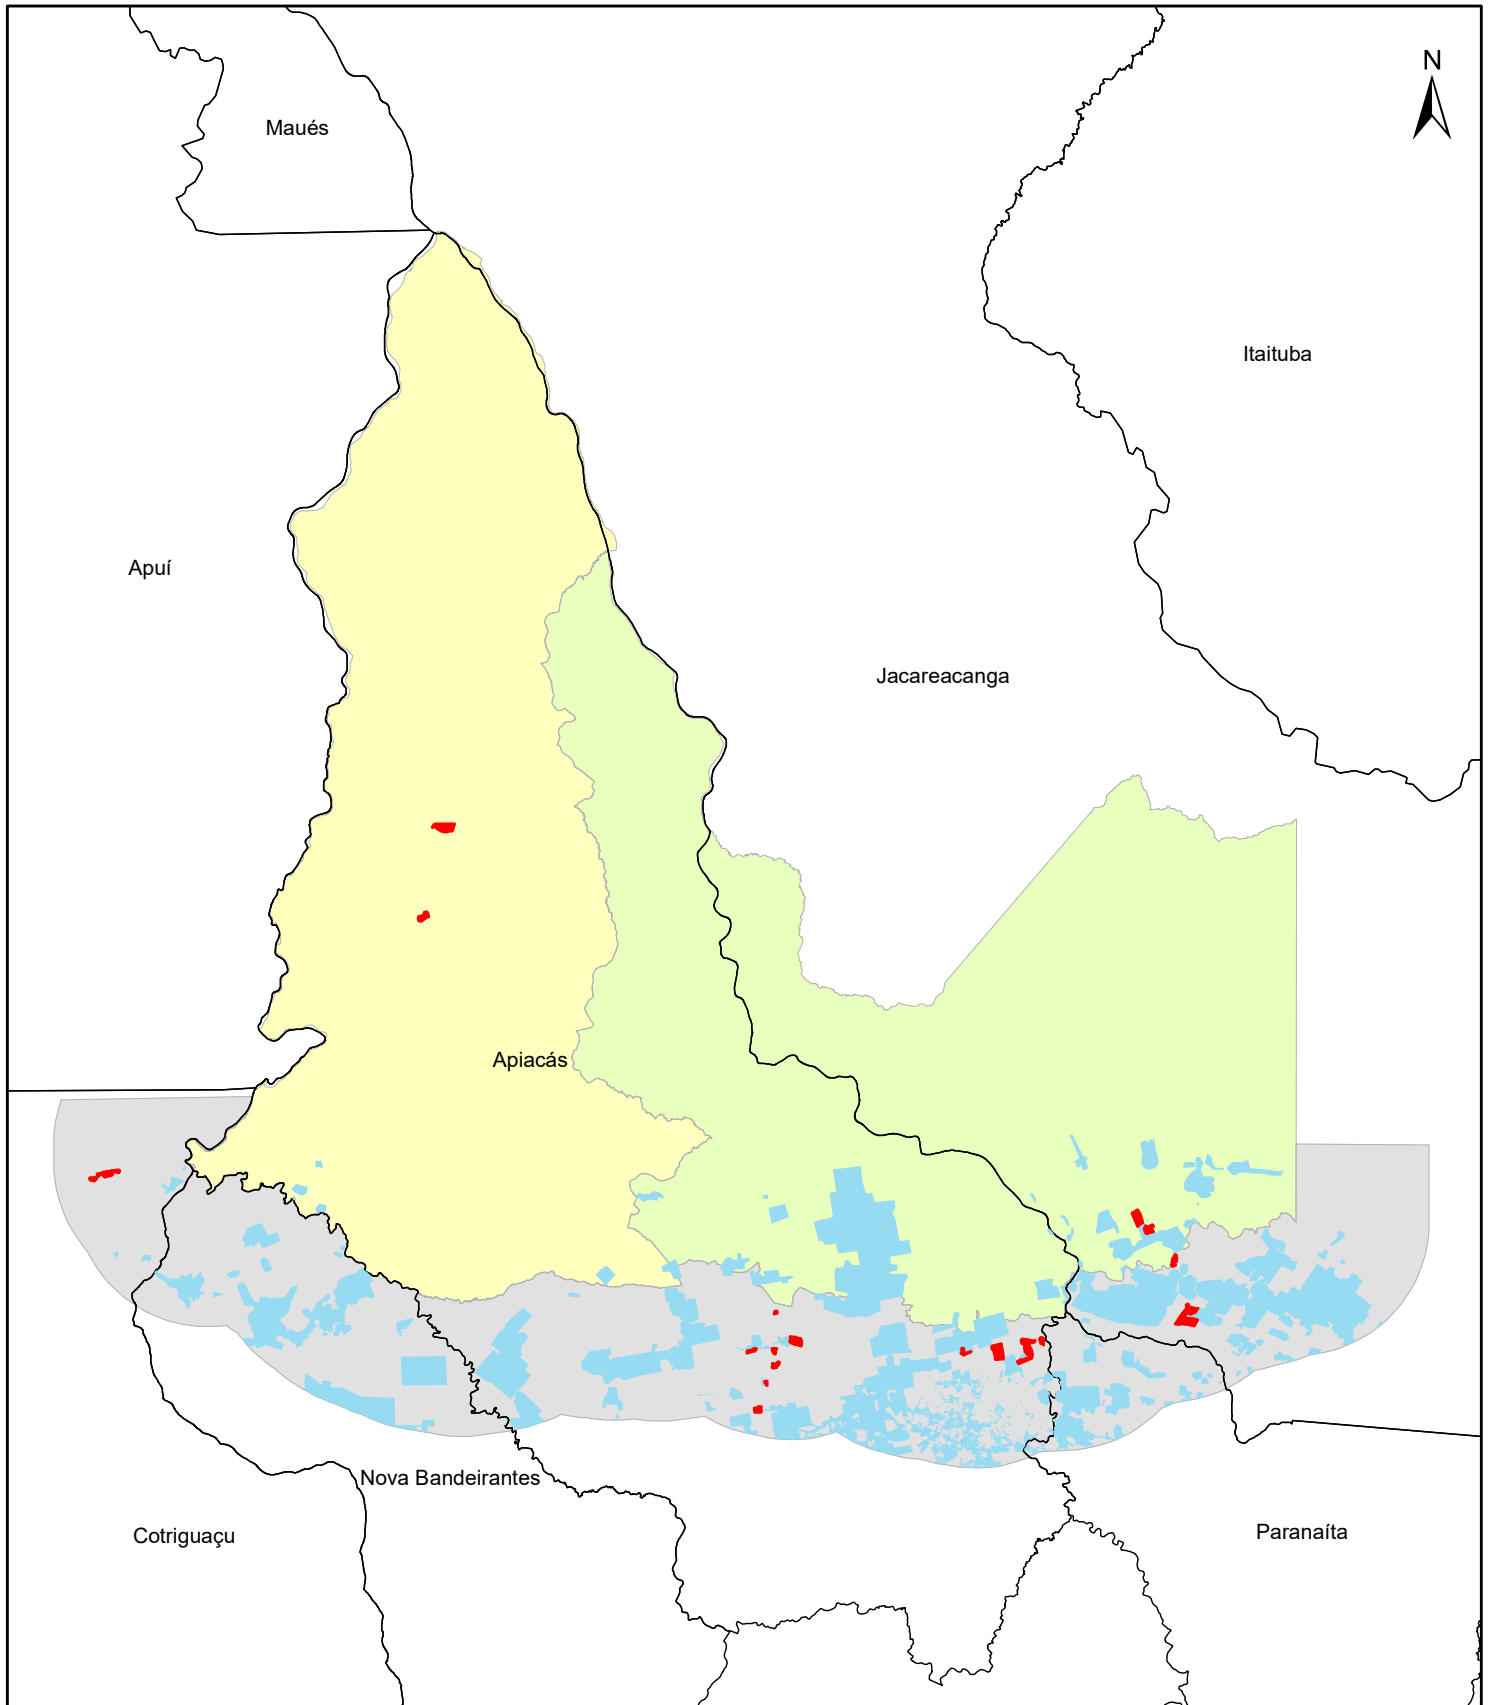 N
Maués
Itaituba
Apuí
Jacareacanga
Apiacás
Nova Bandeirantes
Cotriguaçu
Paranaíta